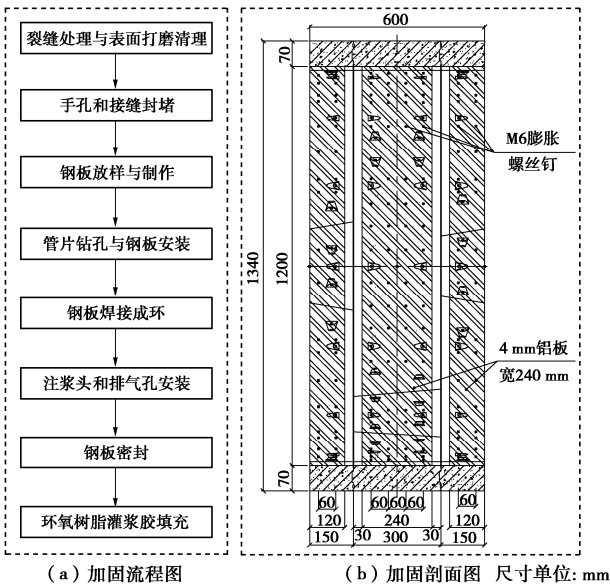 裂缝处理与表面打磨清理
手孔和接缝封堵
钢板放样与制作
管片钻孔与钢板安装
钢板焊接成环
注浆头和排气孔安装
钢板密封
环氧树脂灌浆胶填充
(a)加固流程图
600
70
1340
1200
70
M6膨胀
螺丝钉
4 mm铝板
宽240 mm
60 60 60 60 60
120 240 120
150 30 300 30 150
(b)加固剖面图 尺寸单位: mm